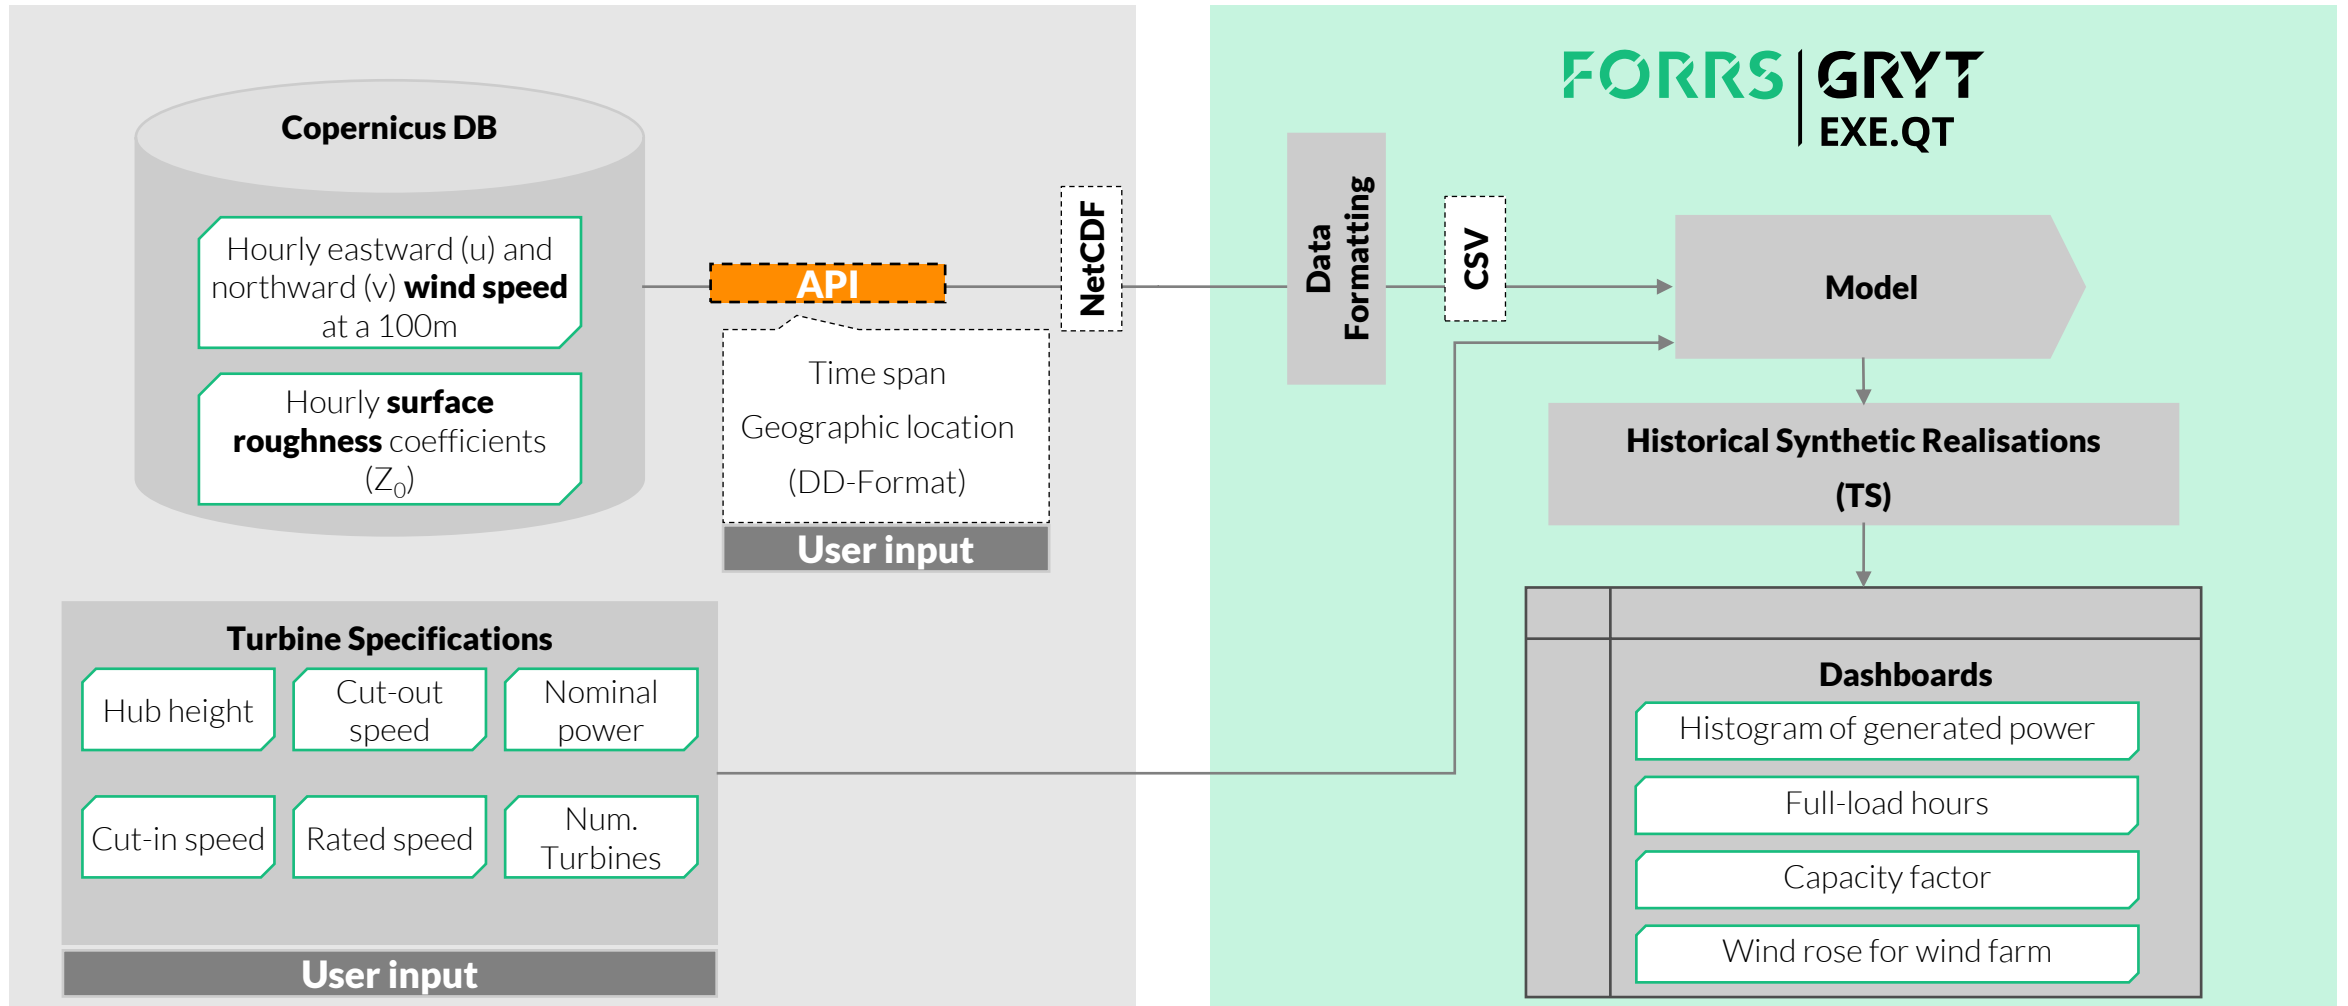 Copernicus DB
Hourly eastward (u) and
northward (v) wind speed
at a 100m
Hourly surface
roughness coefficients
(Z₀)
API
Time span
Geographic location
(DD-Format)
User input
NetCDF
Turbine Specifications
Hub height
Cut-out
speed
Nominal
power
Cut-in speed
Rated speed
Num.
Turbines
User input
FORRS | GRYT
EXE.QT
Data
Formatting
CSV
Model
Historical Synthetic Realisations
(TS)
Dashboards
Histogram of generated power
Full-load hours
Capacity factor
Wind rose for wind farm